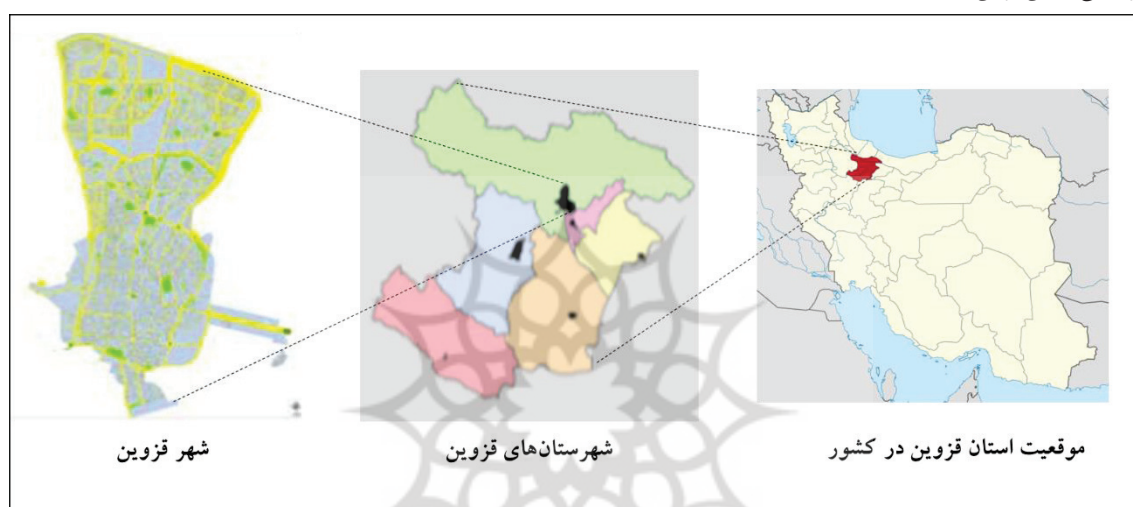 موقعیت استان قزوین در کشور
شهرستان‌های قزوین
شهر قزوین